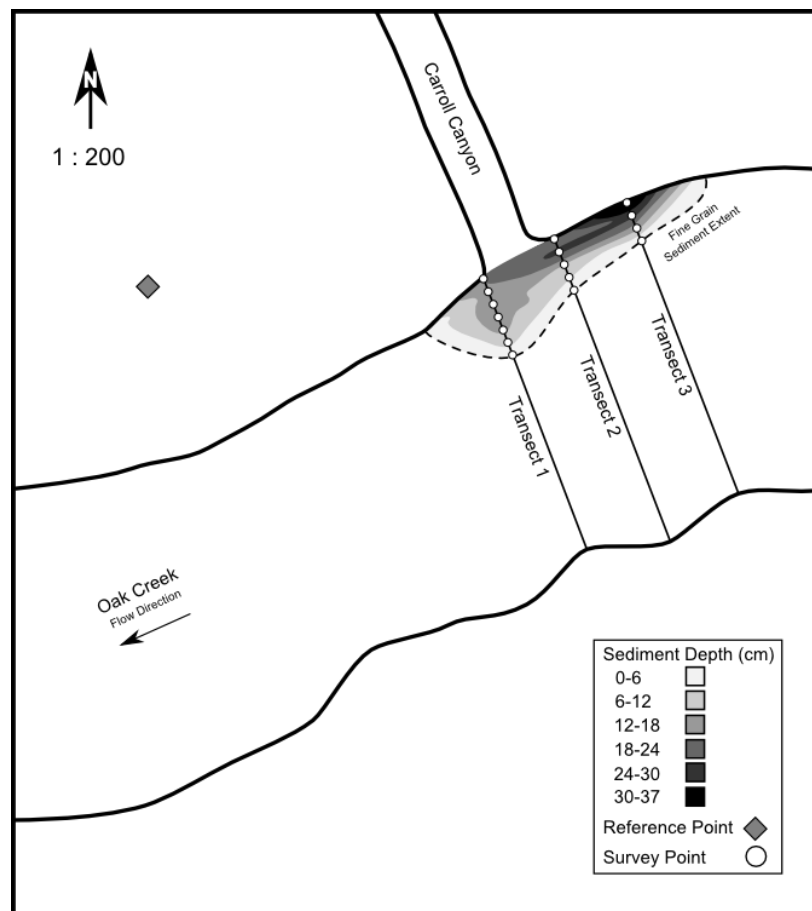 N
1 : 200
Carroll Canyon
Fine Grain
Sediment Extent
Transect 1
Transect 2
Transect 3
Oak Creek
Flow Direction
Sediment Depth (cm)
0-6
6-12
12-18
18-24
24-30
30-37
Reference Point
Survey Point